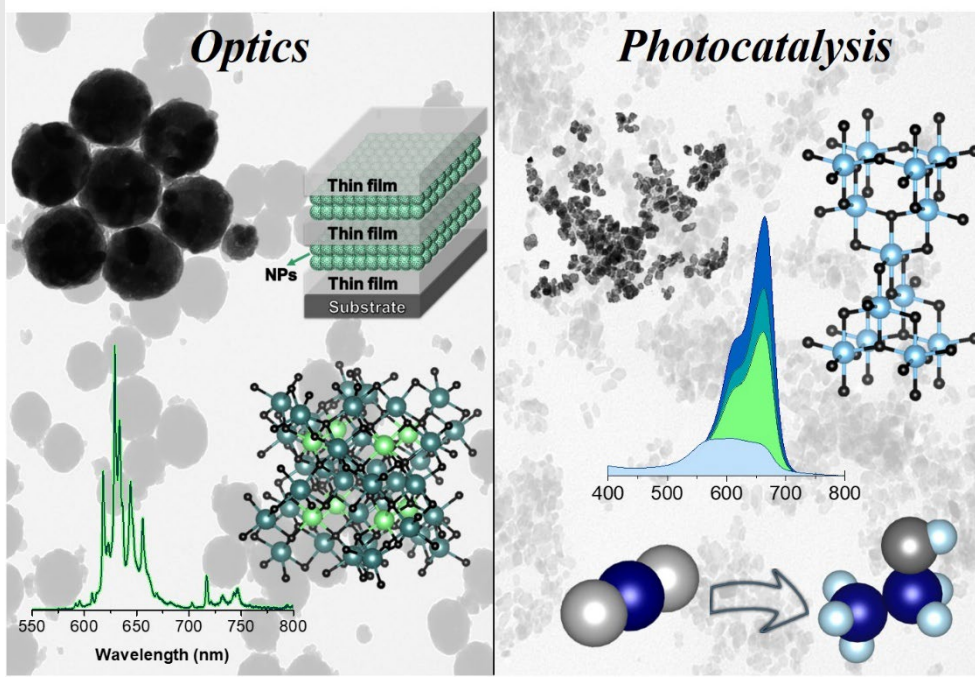 Optics
Thin film
Thin film
NPs
Thin film
Substrate
550 600 650 700 750 800
Wavelength (nm)
Photocatalysis
400 500 600 700 800